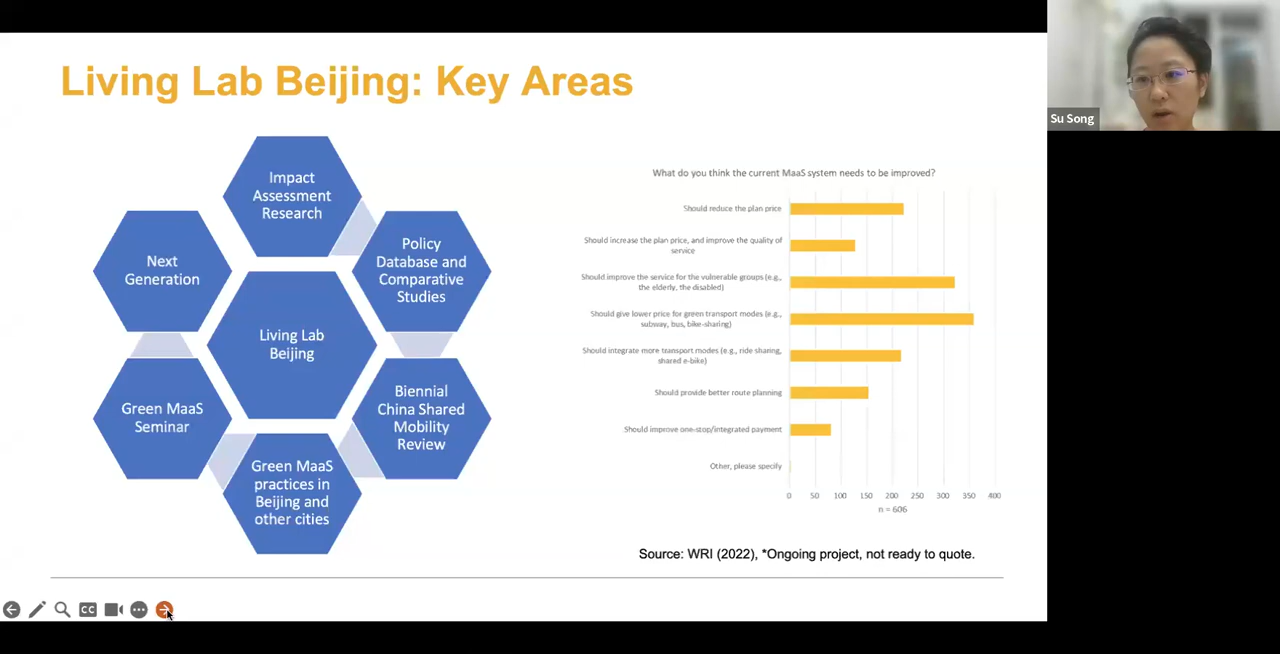 Living Lab Beijing: Key Areas
Impact
Assessment
Research
Policy
Database and
Comparative
Studies
Next
Generation
Living Lab
Beijing
Biennial
China Shared
Mobility
Review
Green MaaS
Seminar
Green MaaS
practices in
Beijing and
other cities
What do you think the current MaaS system needs to be improved?
Should reduce the plan price
Should increase the plan price, and improve the quality of
service
Should improve the service for the vulnerable groups (e.g.,
the elderly, the disabled)
Should give lower price for green transport modes (e.g.,
subway, bus, bike-sharing)
Should integrate more transport modes (e.g., ride sharing,
shared e-bike)
Should provide better route planning
Should improve one-stop/integrated payment
Other, please specify
0 50 100 150 200 250 300 350 400
n = 606
Source: WRI (2022), *Ongoing project, not ready to quote.
CC
Su Song